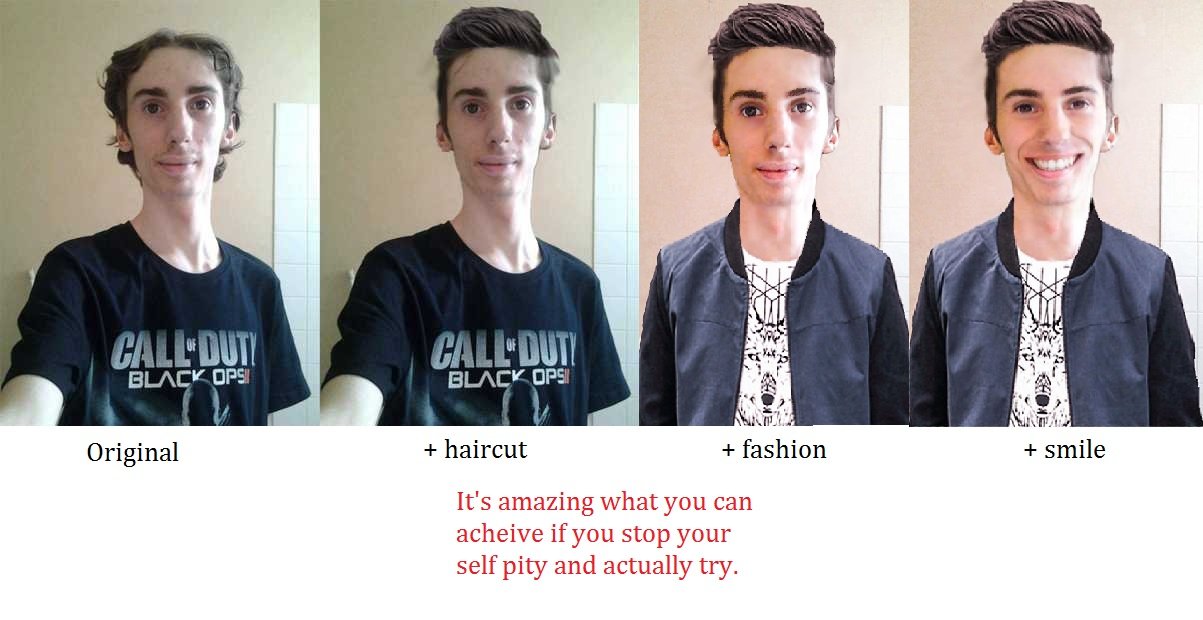 CALL OF DUTY
BLACK OPS II
CALL OF DUTY
BLACK OPS II
Original
+ haircut
+ fashion
+ smile
It's amazing what you can
acheive if you stop your
self pity and actually try.